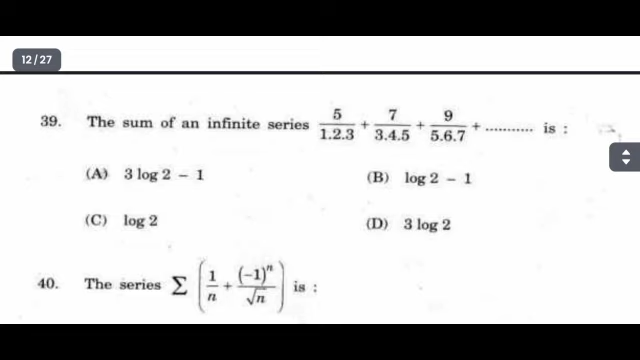 12/27
39. The sum of an infinite series 5/1.2.3 + 7/3.4.5 + 9/5.6.7 + ........... is :
(A) 3 log 2 − 1
(B) log 2 − 1
(C) log 2
(D) 3 log 2
40. The series ∑ (1/n + (−1)ⁿ/√n) is :